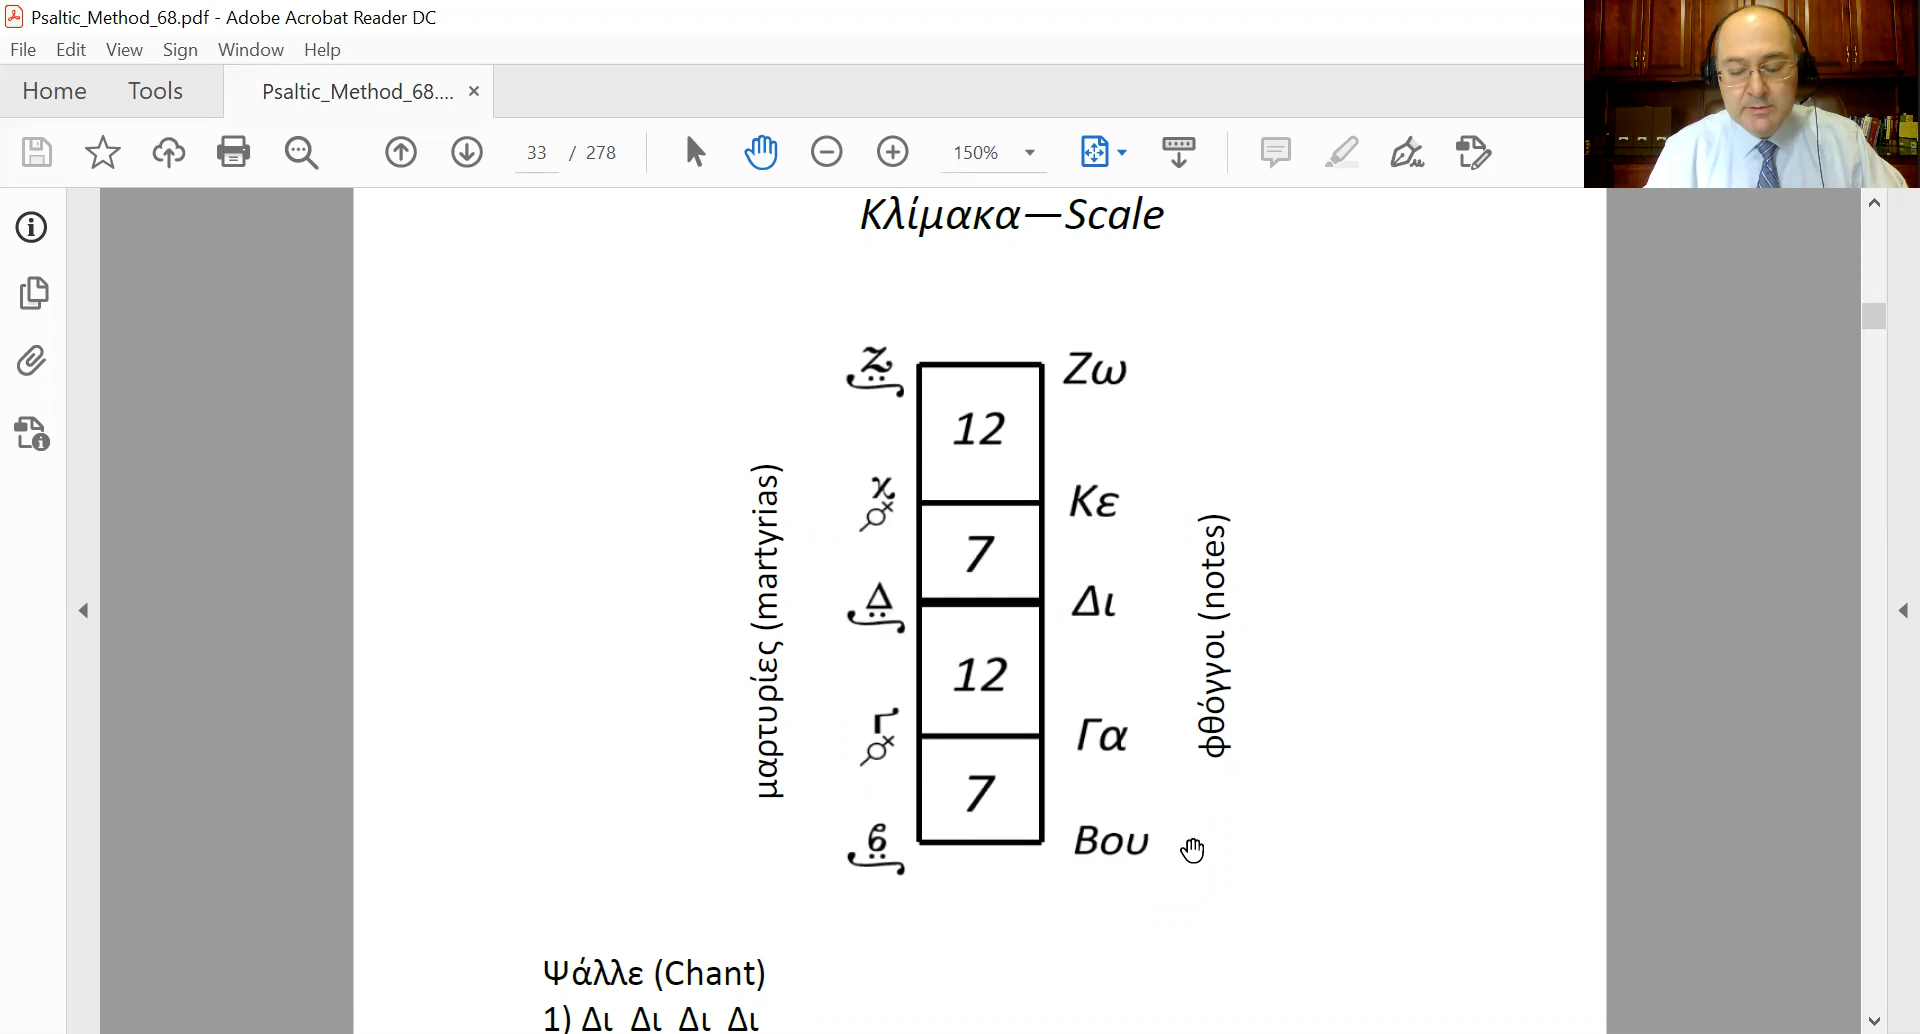 Psaltic_Method_68.pdf - Adobe Acrobat Reader DC
File Edit View Sign Window Help
Home Tools Psaltic_Method_68.... ×
33 / 278 150%
Κλίμακα—Scale
Ζ Ζω
12
χ Κε
7
Δ Δι
12
Γ Γα
7
β Βου
μαρτυρίες (martyrias)
φθόγγοι (notes)
Ψάλλε (Chant)
1) Δι Δι Δι Δι